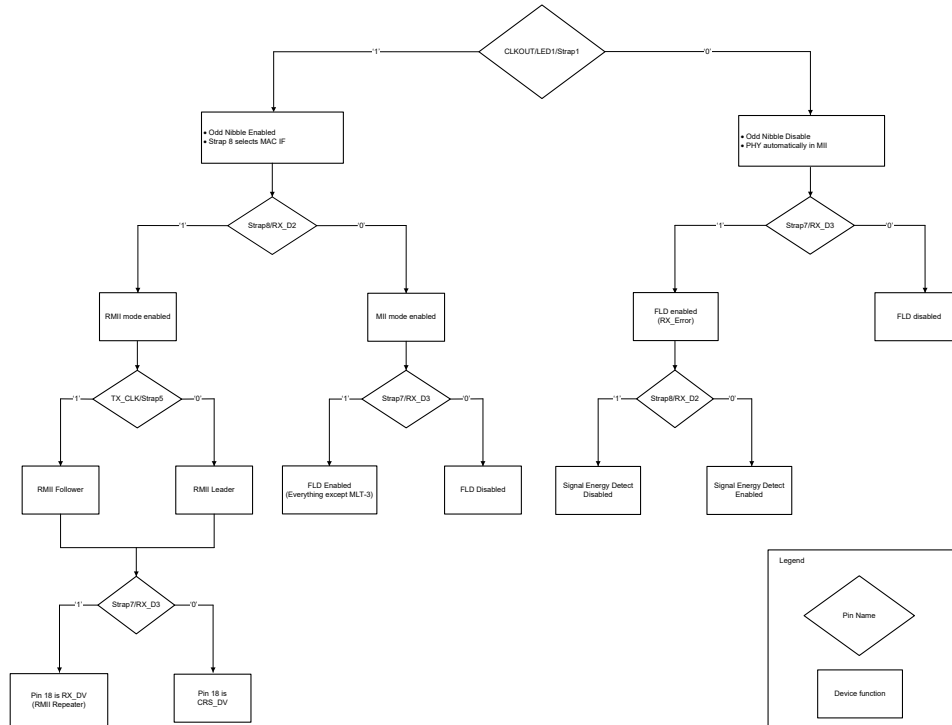 CLKOUT/LED1/Strap1
'1'
'0'
• Odd Nibble Enabled
• Strap 8 selects MAC IF
• Odd Nibble Disable
• PHY automatically in MII
Strap8/RX_D2
'1'
'0'
Strap7/RX_D3
'1'
'0'
RMII mode enabled
MII mode enabled
FLD enabled
(RX_Error)
FLD disabled
TX_CLK/Strap5
'1'
'0'
Strap7/RX_D3
'1'
'0'
Strap8/RX_D2
'1'
'0'
RMII Follower
RMII Leader
FLD Enabled
(Everything except MLT-3)
FLD Disabled
Signal Energy Detect
Disabled
Signal Energy Detect
Enabled
Strap7/RX_D3
'1'
'0'
Pin 18 is RX_DV
(RMII Repeater)
Pin 18 is
CRS_DV
Legend
Pin Name
Device function